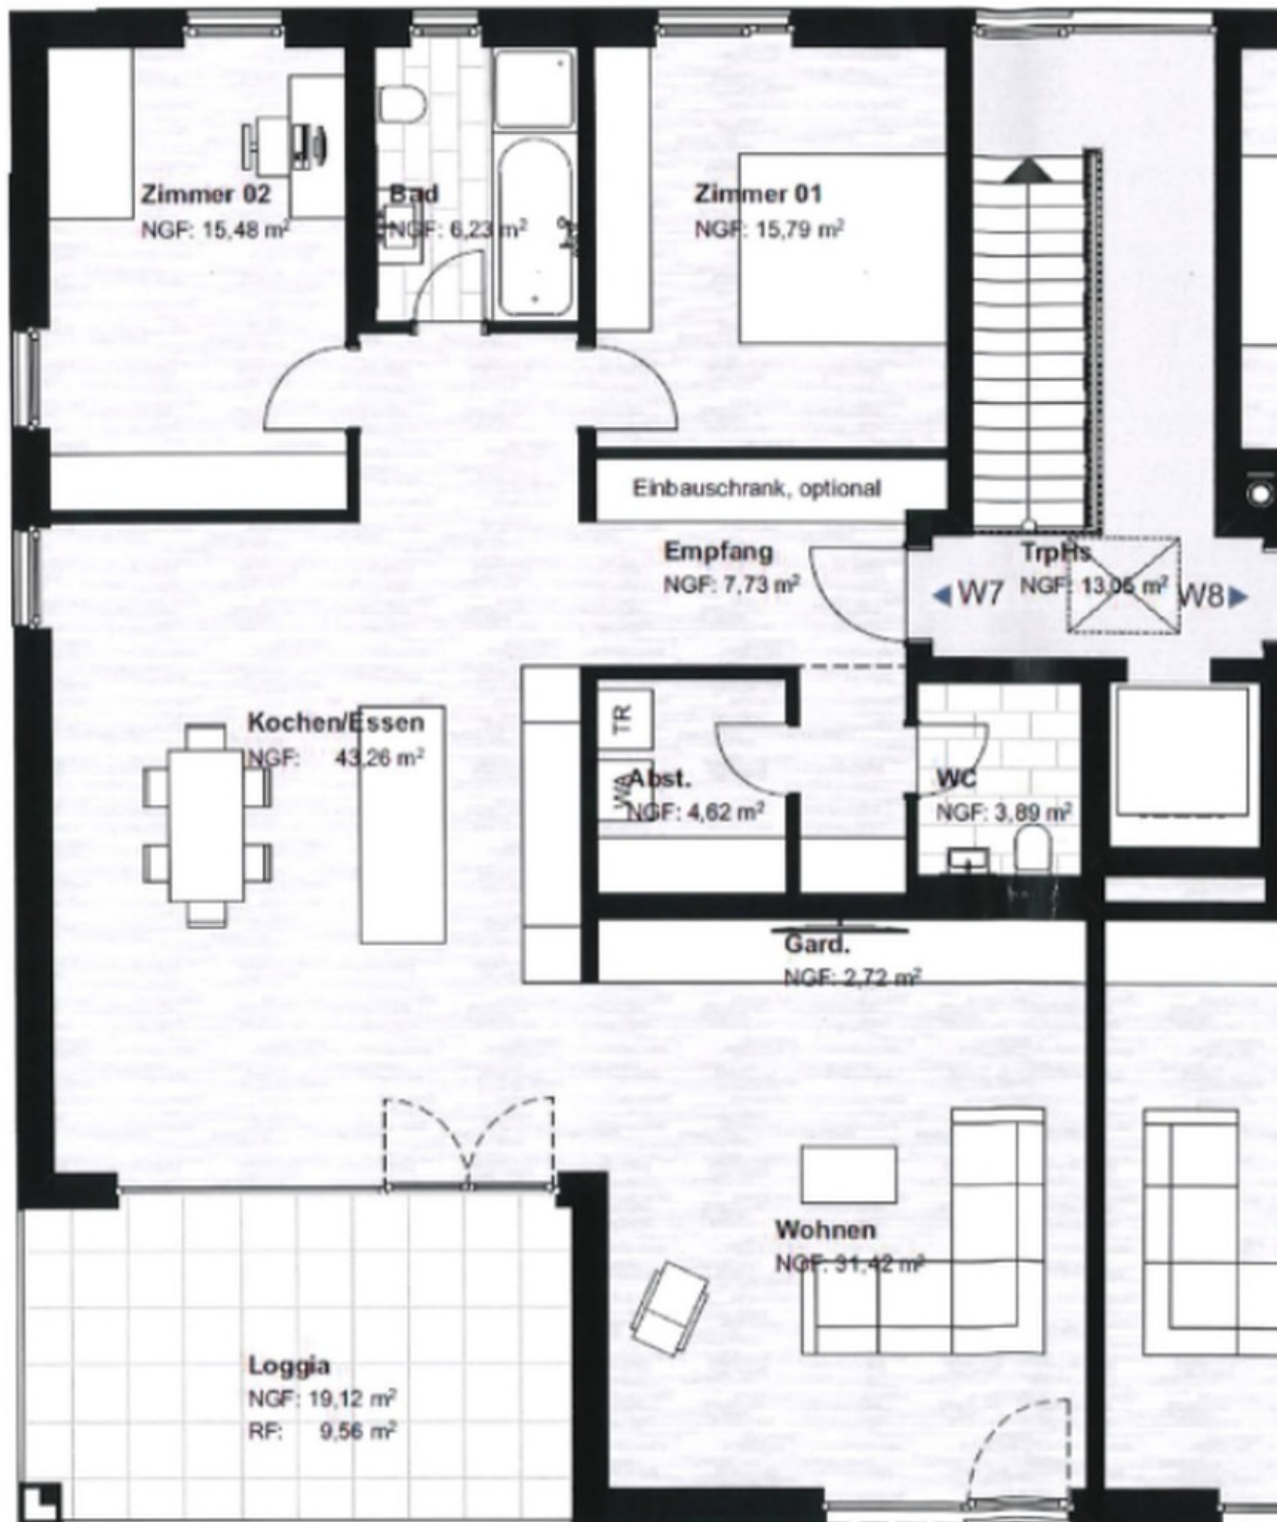 Zimmer 02
NGF: 15,48 m²
Bad
NGF: 6,23 m²
Zimmer 01
NGF: 15,79 m²
Einbauschrank, optional
Empfang
NGF: 7,73 m²
TrpHs
NGF: 13,05 m²
W7
W8
Kochen/Essen
NGF: 43,26 m²
TR
WA
Abst.
NGF: 4,62 m²
WC
NGF: 3,89 m²
Gard.
NGF: 2,72 m²
Wohnen
NGF: 31,42 m²
Loggia
NGF: 19,12 m²
RF: 9,56 m²